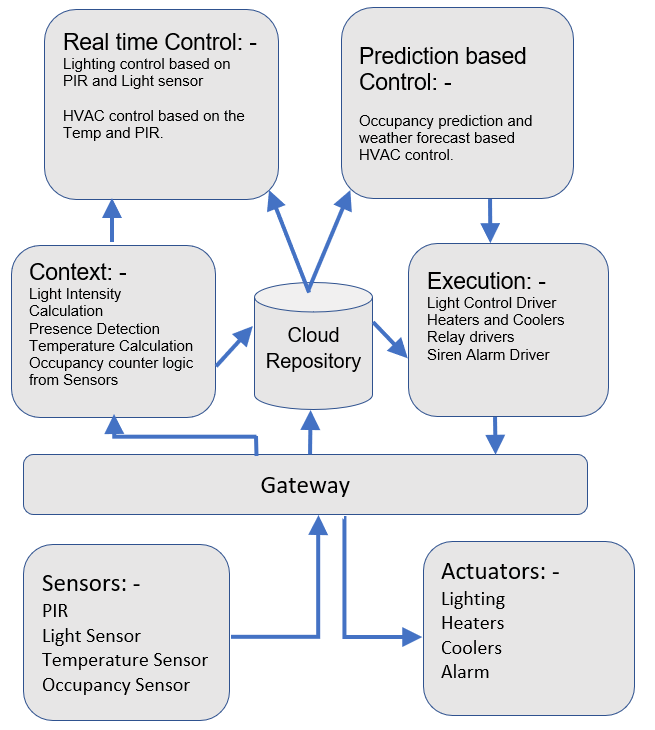 Real time Control: -
Lighting control based on
PIR and Light sensor
HVAC control based on the
Temp and PIR.
Prediction based
Control: -
Occupancy prediction and
weather forecast based
HVAC control.
Context: -
Light Intensity
Calculation
Presence Detection
Temperature Calculation
Occupancy counter logic
from Sensors
Cloud
Repository
Execution: -
Light Control Driver
Heaters and Coolers
Relay drivers
Siren Alarm Driver
Gateway
Sensors: -
PIR
Light Sensor
Temperature Sensor
Occupancy Sensor
Actuators: -
Lighting
Heaters
Coolers
Alarm